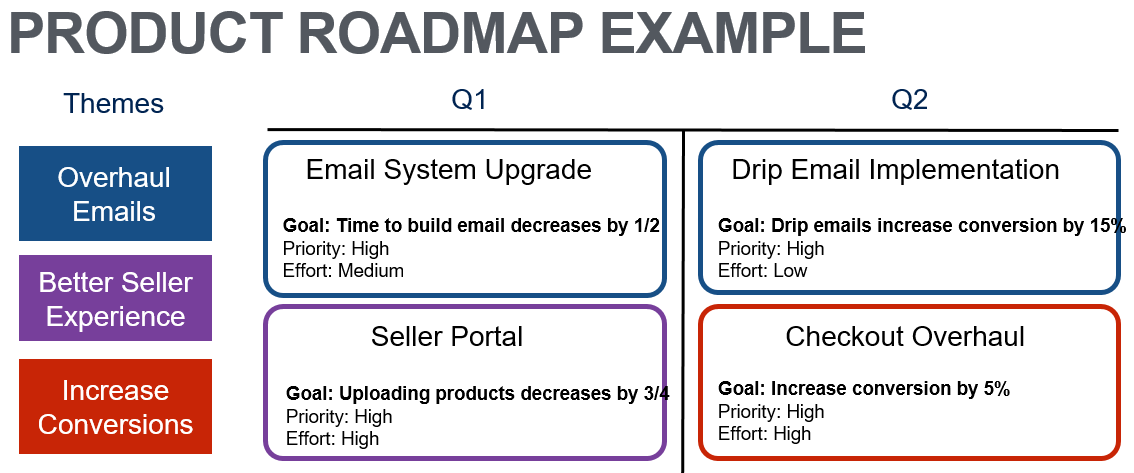 PRODUCT ROADMAP EXAMPLE
Themes
Q1
Q2
Overhaul
Emails
Email System Upgrade
Goal: Time to build email decreases by 1/2
Priority: High
Effort: Medium
Drip Email Implementation
Goal: Drip emails increase conversion by 15%
Priority: High
Effort: Low
Better Seller
Experience
Seller Portal
Goal: Uploading products decreases by 3/4
Priority: High
Effort: High
Checkout Overhaul
Goal: Increase conversion by 5%
Priority: High
Effort: High
Increase
Conversions